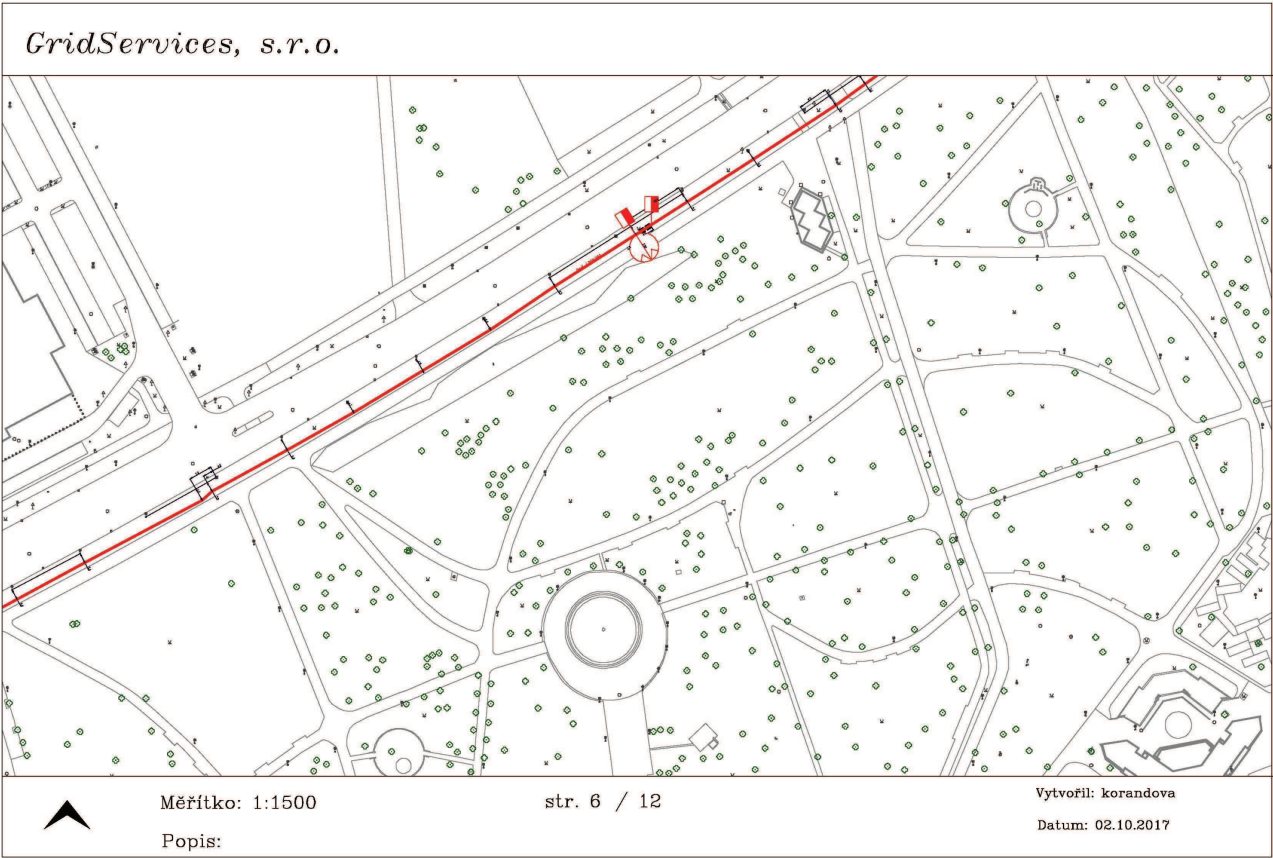 GridServices, s.r.o.
Měřítko: 1:1500
str. 6 / 12
Vytvořil: korandova
Popis:
Datum: 02.10.2017